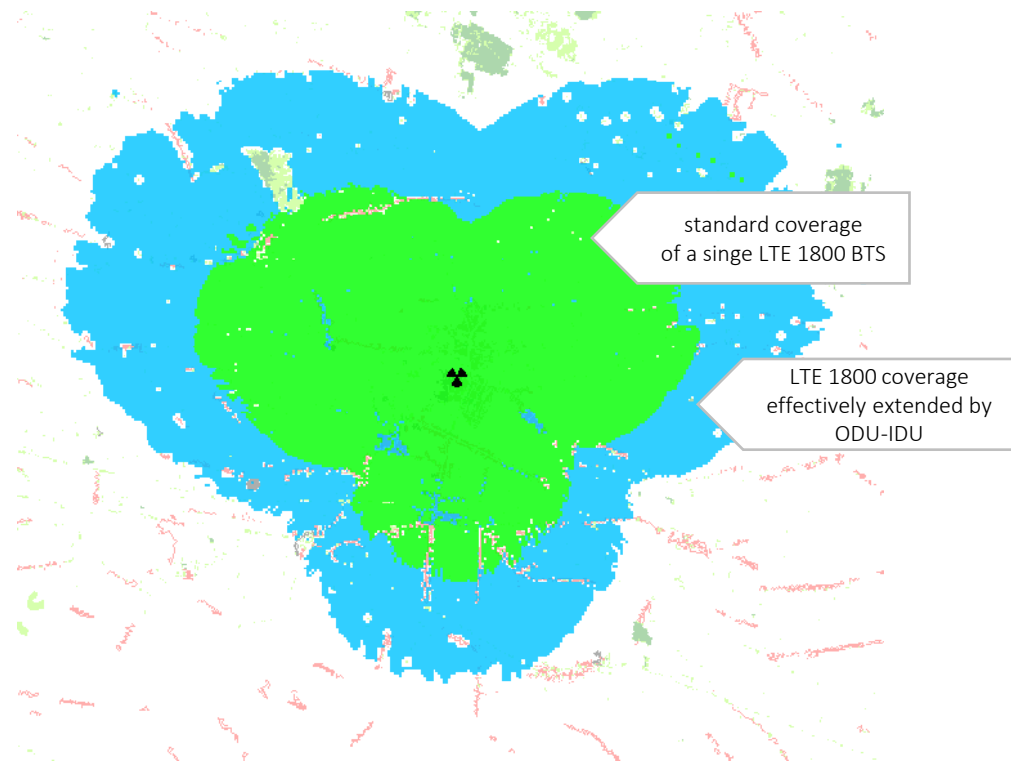 standard coverage
of a singe LTE 1800 BTS
LTE 1800 coverage
effectively extended by
ODU-IDU